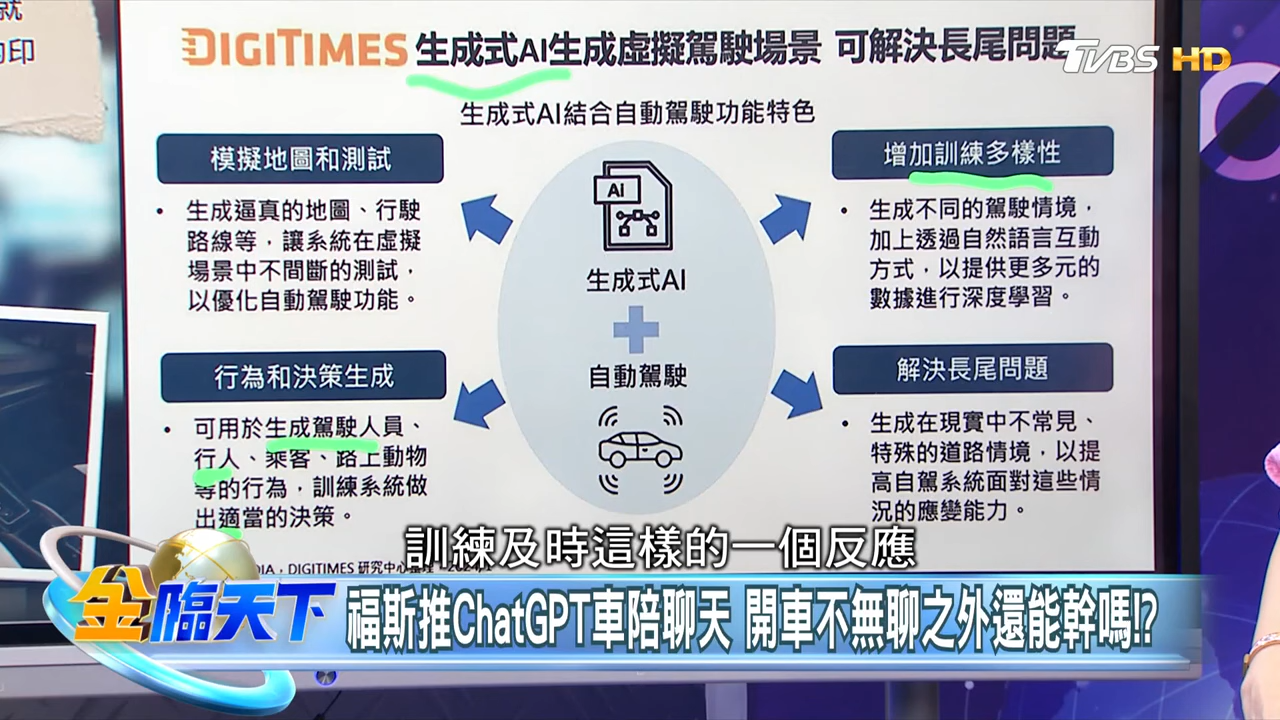 就
的印
DIGITIMES 生成式AI生成虛擬駕駛場景 可解決長尾問題
TVBS HD
生成式AI結合自動駕駛功能特色
模擬地圖和測試
• 生成逼真的地圖、行駛
路線等，讓系統在虛擬
場景中不間斷的測試，
以優化自動駕駛功能。
行為和決策生成
• 可用於生成駕駛人員、
行人、乘客、路上動物
等的行為，訓練系統做
出適當的決策。
AI
生成式AI
+
自動駕駛
增加訓練多樣性
• 生成不同的駕駛情境，
加上透過自然語言互動
方式，以提供更多元的
數據進行深度學習。
解決長尾問題
• 生成在現實中不常見、
特殊的道路情境，以提
高自駕系統面對這些情
況的應變能力。
DIA，DIGITIMES 研究中心
訓練及時這樣的一個反應
金臨天下
福斯推ChatGPT車陪聊天 開車不無聊之外還能幹嗎!?